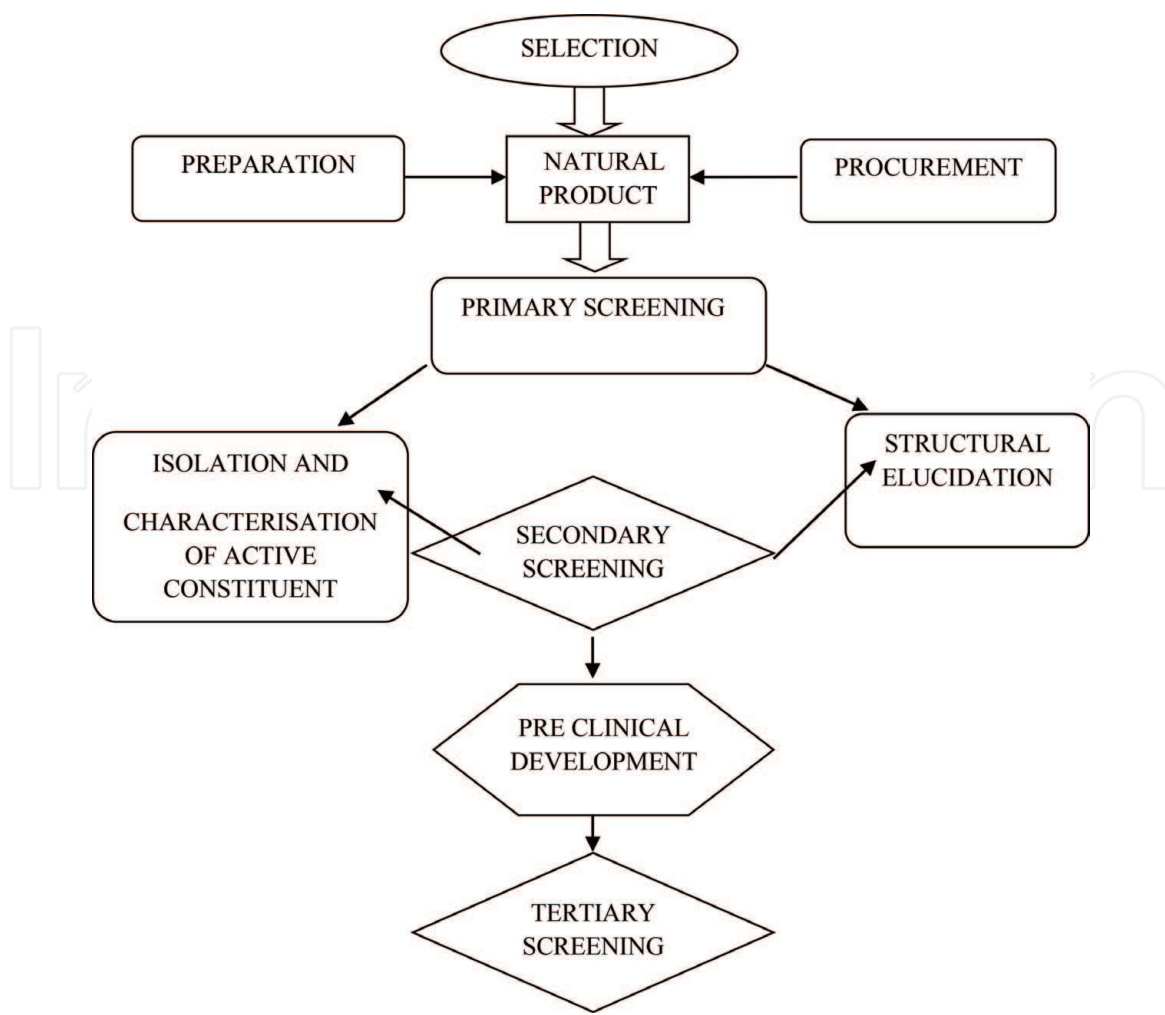 SELECTION
PREPARATION
NATURAL
PRODUCT
PROCUREMENT
PRIMARY SCREENING
ISOLATION AND
CHARACTERISATION
OF ACTIVE
CONSTITUENT
STRUCTURAL
ELUCIDATION
SECONDARY
SCREENING
PRE CLINICAL
DEVELOPMENT
TERTIARY
SCREENING